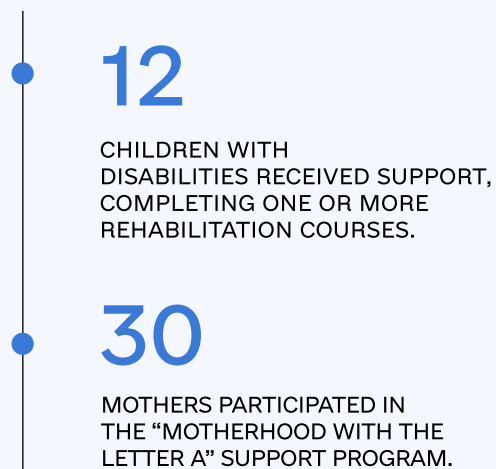 12
CHILDREN WITH
DISABILITIES RECEIVED SUPPORT,
COMPLETING ONE OR MORE
REHABILITATION COURSES.
30
MOTHERS PARTICIPATED IN
THE “MOTHERHOOD WITH THE
LETTER A” SUPPORT PROGRAM.